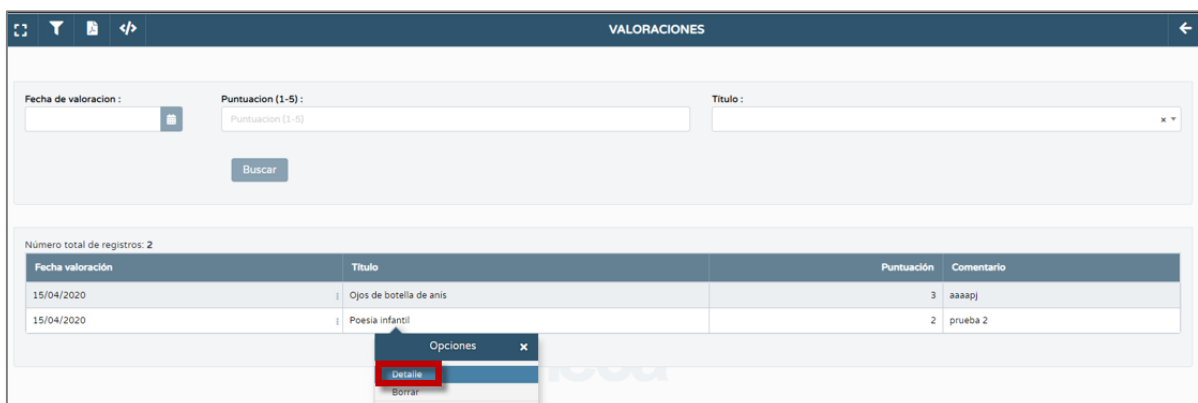 </> VALORACIONES
Fecha de valoracion : Puntuacion (1-5) : Titulo :
Puntuacion (1-5) x
Buscar
Número total de registros: 2
Fecha valoración Titulo Puntuación Comentario
15/04/2020 Ojos de botella de anis 3 aaaapj
15/04/2020 Poesía infantil 2 prueba 2
Opciones x
Detalle
Borrar